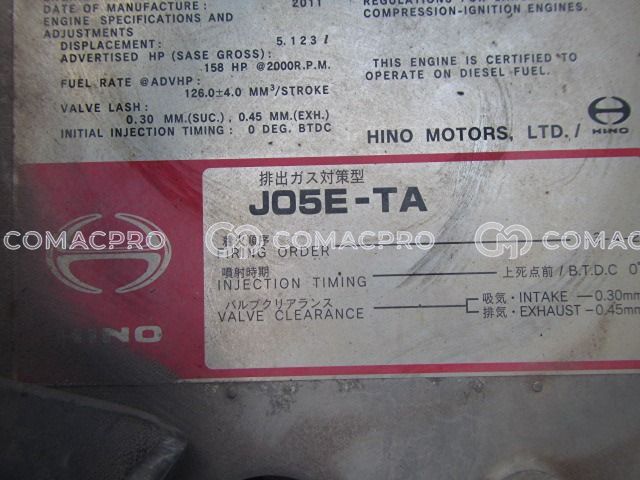 DATE OF MANUFACTURE: 2011
ENGINE SPECIFICATIONS AND
ADJUSTMENTS
DISPLACEMENT: 5.123 ℓ
ADVERTISED HP (SASE GROSS):
158 HP @2000R.P.M.
FUEL RATE @ADVHP:
126.0±4.0 MM³/STROKE
VALVE LASH:
0.30 MM.(SUC.), 0.45 MM.(EXH.)
INITIAL INJECTION TIMING: 0 DEG. BTDC
REGULATIONS FOR
COMPRESSION-IGNITION ENGINES.
THIS ENGINE IS CERTIFIED TO
OPERATE ON DIESEL FUEL.
HINO MOTORS, LTD./ HINO
排出ガス対策型
J05E-TA
COMACPRO COMACPRO
FIRING ORDER
噴射時期
INJECTION TIMING 上死点前/B.T.D.C 0°
バルブクリアランス
VALVE CLEARANCE
吸気・INTAKE 0.30mm
排気・EXHAUST 0.45mm
HINO